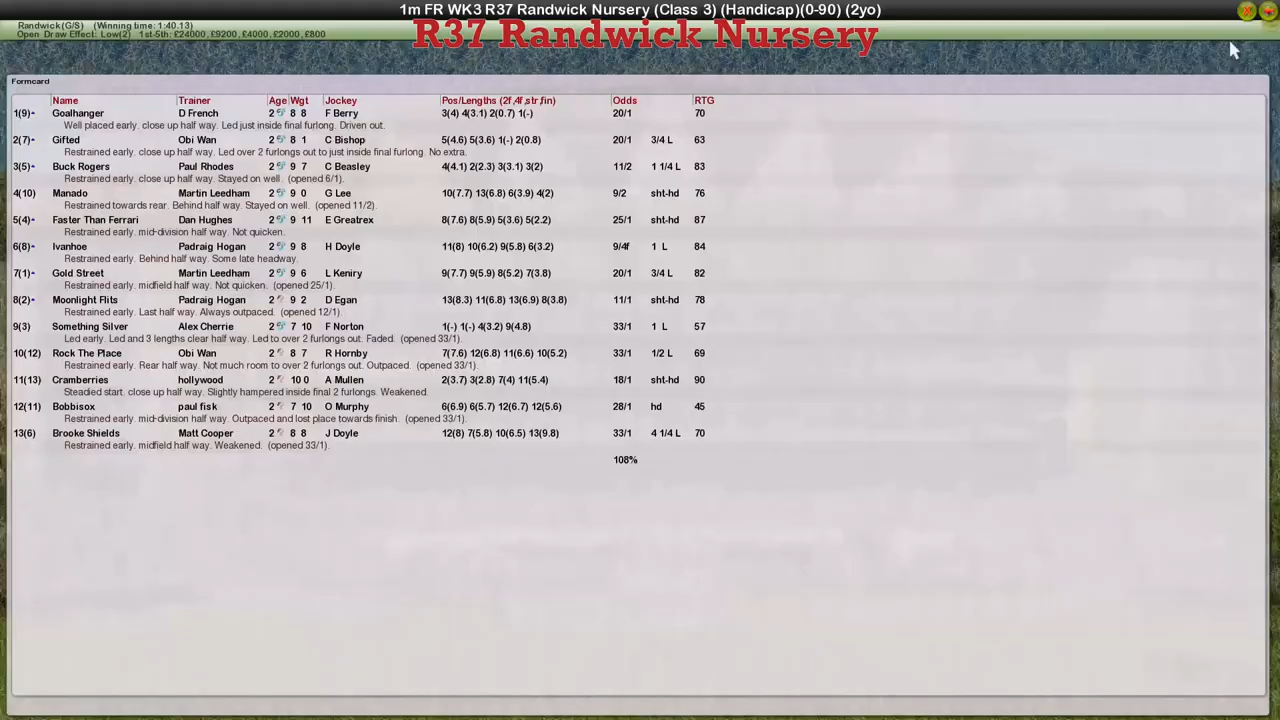 1m FR WK3 R37 Randwick Nursery (Class 3) (Handicap)(0-90) (2yo)
Randwick(G/S) (Winning time: 1:40.13)
Open Draw Effect: Low(2) 1st-5th: £24000,£9200,£4000,£2000,£800
R37 Randwick Nursery
Formcard
Name Trainer Age Wgt Jockey Pos/Lengths (2f,4f,str,fin) Odds RTG
1(9) Goalhanger D French 2 8 8 F Berry 3(4) 4(3.1) 2(0.7) 1(-) 20/1 70
Well placed early. close up half way. Led just inside final furlong. Driven out.
2(7) Gifted Obi Wan 2 8 1 C Bishop 5(4.6) 5(3.6) 1(-) 2(0.8) 20/1 3/4 L 63
Restrained early. close up half way. Led over 2 furlongs out to just inside final furlong. No extra.
3(5) Buck Rogers Paul Rhodes 2 9 7 C Beasley 4(4.1) 2(2.3) 3(3.1) 3(2) 11/2 1 1/4 L 83
Restrained early. close up half way. Stayed on well. (opened 6/1).
4(10) Manado Martin Leedham 2 9 0 G Lee 10(7.7) 13(6.8) 6(3.9) 4(2) 9/2 sht-hd 76
Restrained towards rear. Behind half way. Stayed on well. (opened 11/2).
5(4) Faster Than Ferrari Dan Hughes 2 9 11 E Greatrex 8(7.6) 8(5.9) 5(3.6) 5(2.2) 25/1 sht-hd 87
Restrained early. mid-division half way. Not quicken.
6(8) Ivanhoe Padraig Hogan 2 9 8 H Doyle 11(8) 10(6.2) 9(5.8) 6(3.2) 9/4f 1 L 84
Restrained early. Behind half way. Some late headway.
7(1) Gold Street Martin Leedham 2 9 6 L Keniry 9(7.7) 9(5.9) 8(5.2) 7(3.8) 20/1 3/4 L 82
Restrained early. midfield half way. Not quicken. (opened 25/1).
8(2) Moonlight Flits Padraig Hogan 2 9 2 D Egan 13(8.3) 11(6.8) 13(6.9) 8(3.8) 11/1 sht-hd 78
Restrained early. Last half way. Always outpaced. (opened 12/1).
9(3) Something Silver Alex Cherrie 2 7 10 F Norton 1(-) 1(-) 4(3.2) 9(4.8) 33/1 1 L 57
Led early. Led and 3 lengths clear half way. Led to over 2 furlongs out. Faded. (opened 33/1).
10(12) Rock The Place Obi Wan 2 8 7 R Hornby 7(7.6) 12(6.8) 11(6.6) 10(5.2) 33/1 1/2 L 69
Restrained early. Rear half way. Not much room to over 2 furlongs out. Outpaced. (opened 33/1).
11(13) Cramberries hollywood 2 10 0 A Mullen 2(3.7) 3(2.8) 7(4) 11(5.4) 18/1 sht-hd 90
Steadied start. close up half way. Slightly hampered inside final 2 furlongs. Weakened.
12(11) Bobbisox paul fisk 2 7 10 O Murphy 6(6.9) 6(5.7) 12(6.7) 12(5.6) 28/1 hd 45
Restrained early. mid-division half way. Outpaced and lost place towards finish. (opened 33/1).
13(6) Brooke Shields Matt Cooper 2 8 8 J Doyle 12(8) 7(5.8) 10(6.5) 13(9.8) 33/1 4 1/4 L 70
Restrained early. midfield half way. Weakened. (opened 33/1).
108%